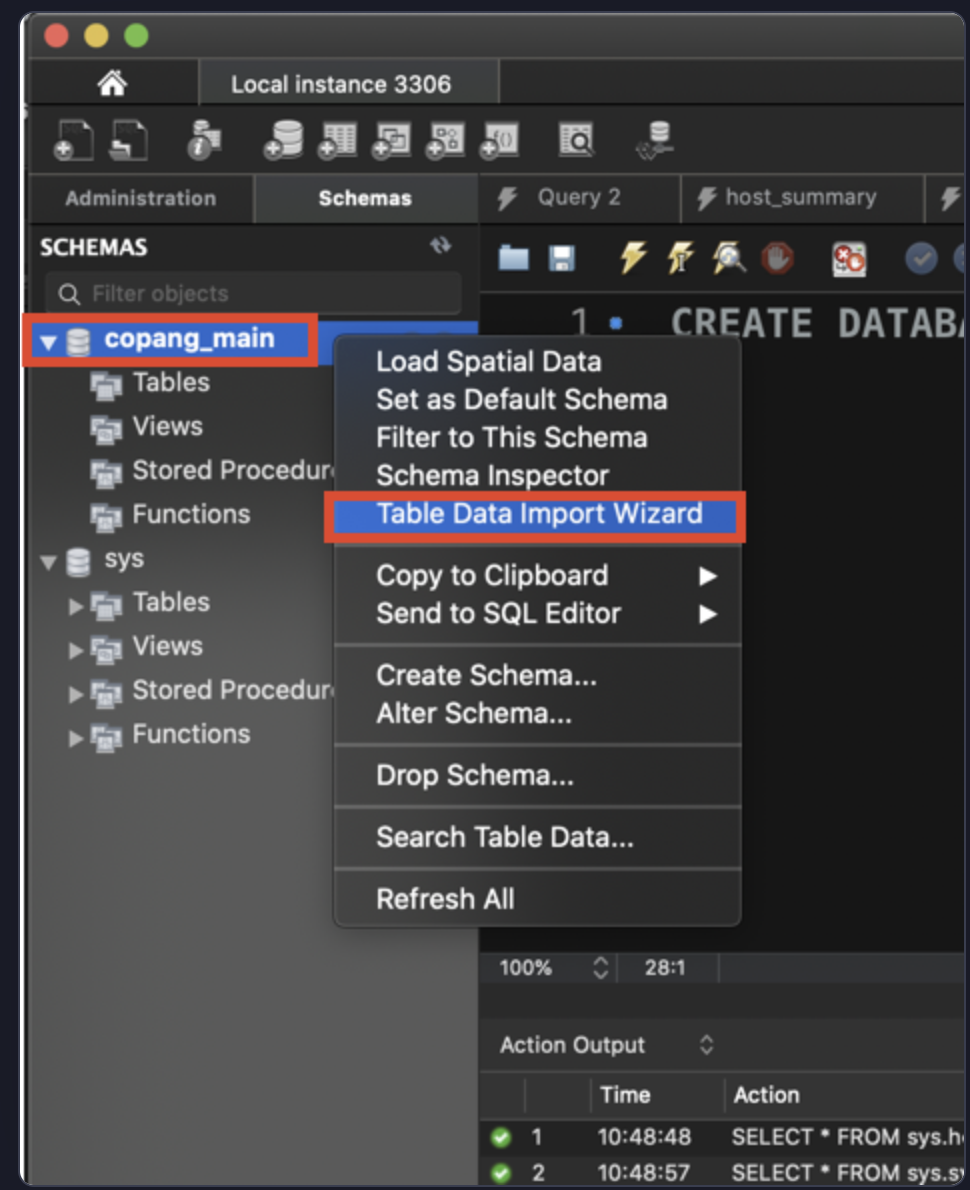 Local instance 3306
Administration
Schemas
Query 2
host_summary
SCHEMAS
Filter objects
1
CREATE DATABA
copang_main
Tables
Views
Stored Procedur
Functions
sys
Tables
Views
Stored Procedur
Functions
Load Spatial Data
Set as Default Schema
Filter to This Schema
Schema Inspector
Table Data Import Wizard
Copy to Clipboard
Send to SQL Editor
Create Schema...
Alter Schema...
Drop Schema...
Search Table Data...
Refresh All
100%
28:1
Action Output
Time
Action
1
10:48:48
SELECT * FROM sys.h
2
10:48:57
SELECT * FROM sys.s